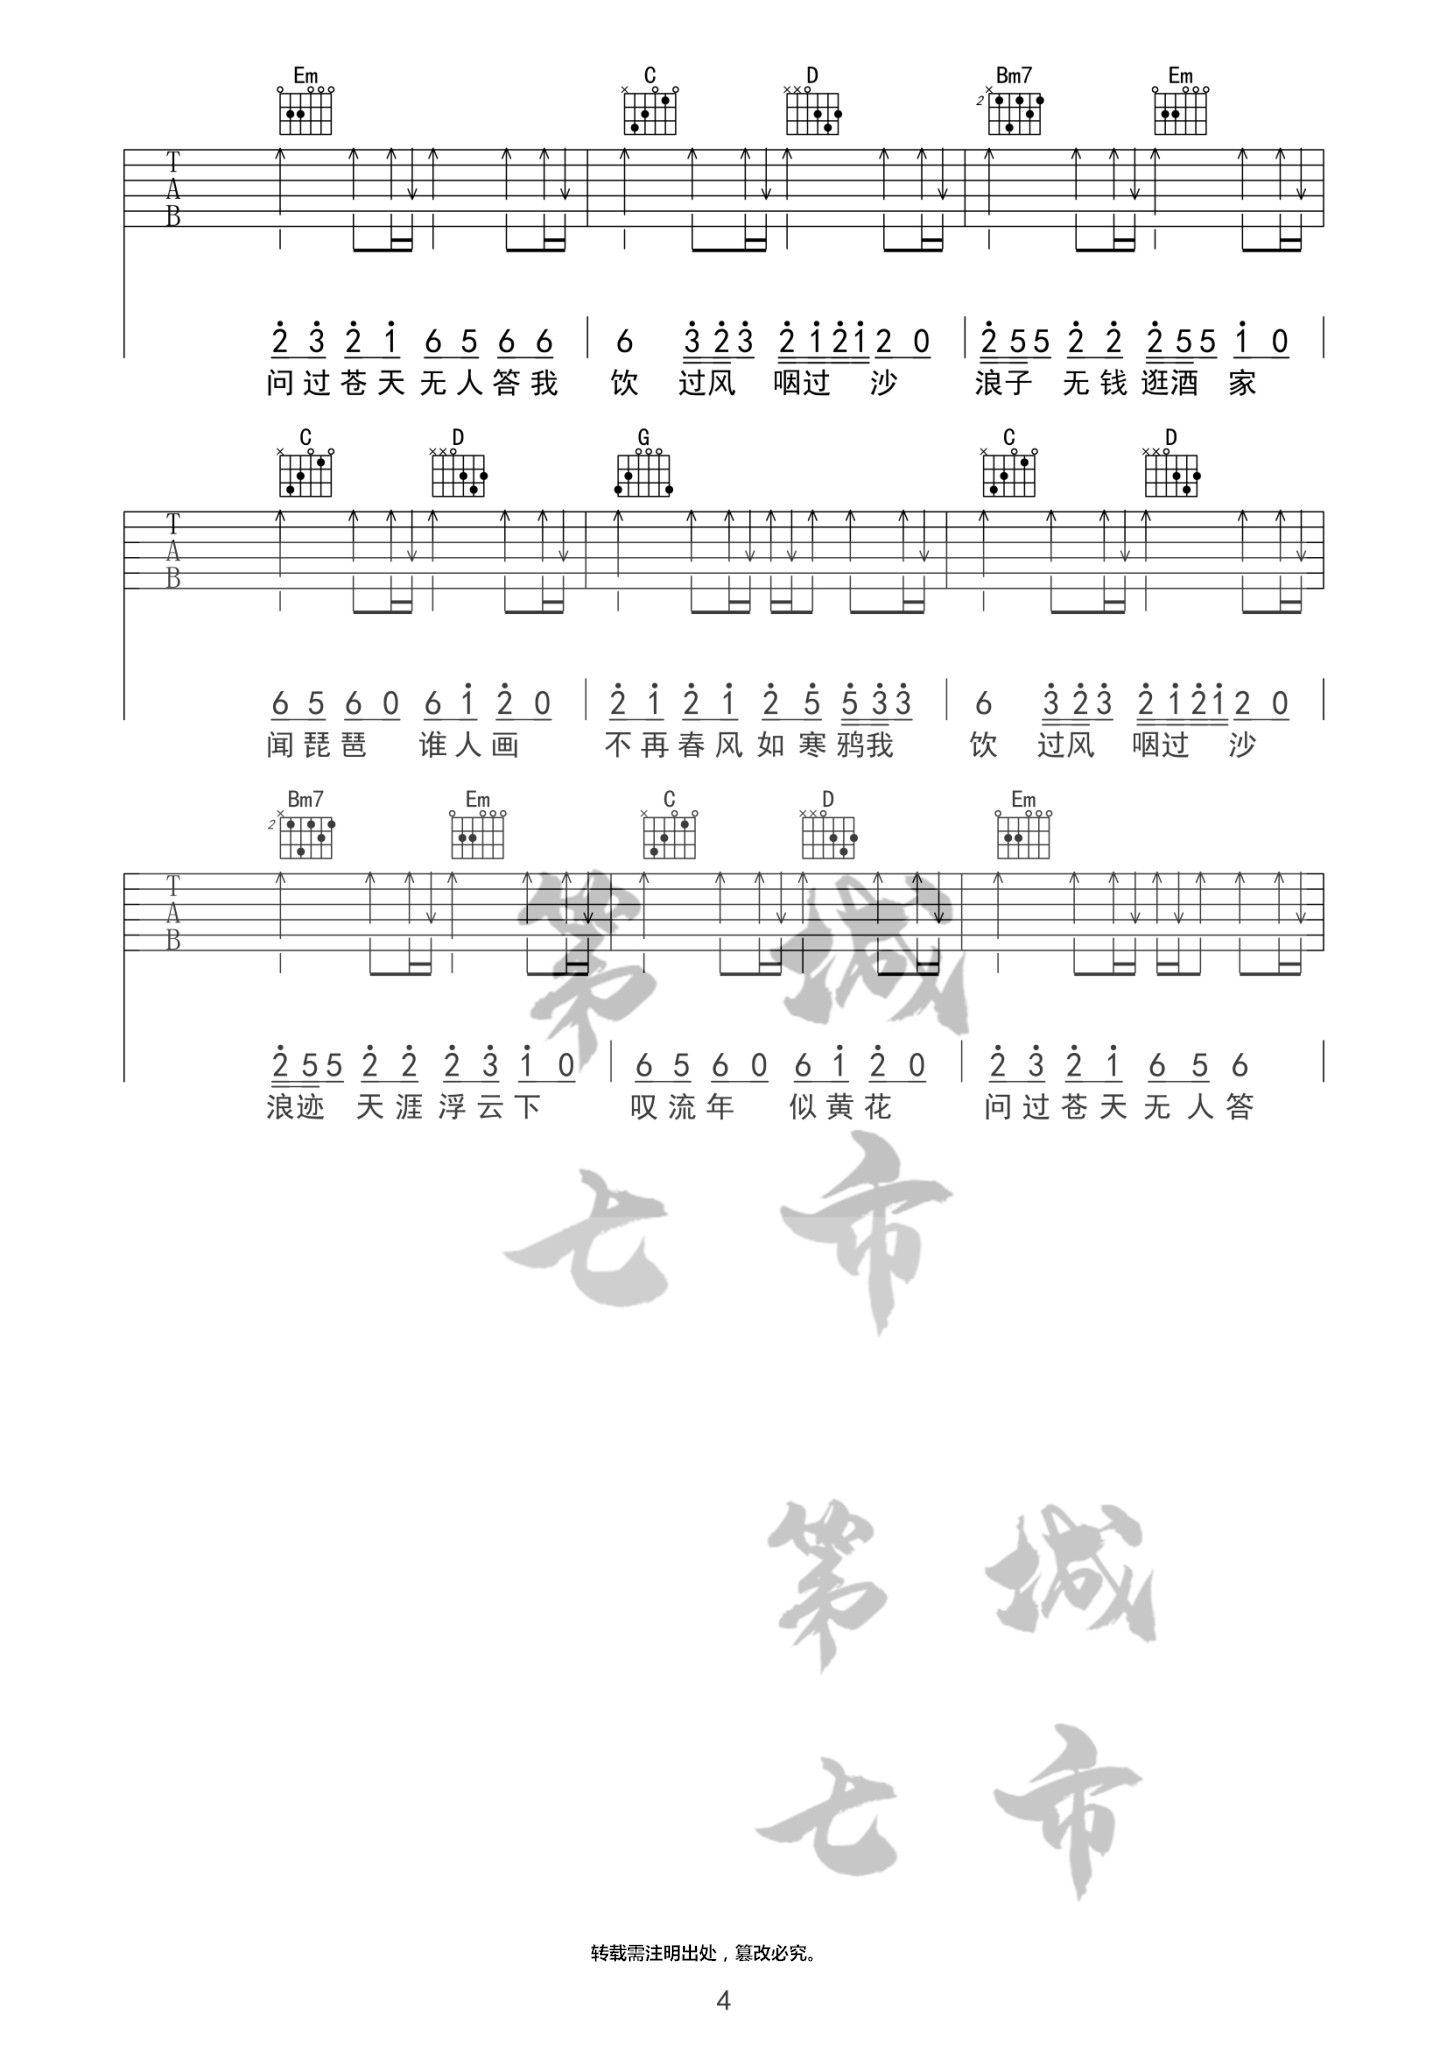 Em C D Bm7 Em
2 2
T
A
B
2 3 2 1 6 5 6 6 6 3 2 3 2 1 2 1 2 0 2 5 5 2 2 2 5 5 1 0
问过苍天无人答我 饮 过风 咽过 沙 浪子 无钱逛酒 家
C D G C D
T
A
B
6 5 6 0 6 1 2 0 2 1 2 1 2 5 5 3 3 6 3 2 3 2 1 2 1 2 0
闻琵琶 谁人画 不再春风如寒鸦我 饮 过风 咽过 沙
Bm7 Em C D Em
2
T
A
B
2 5 5 2 2 2 3 1 0 6 5 6 0 6 1 2 0 2 3 2 1 6 5 6
浪迹 天涯浮云下 叹流年 似黄花 问过苍天无人答
第 城
七 市
第 城
七 市
转载需注明出处，篡改必究。
4